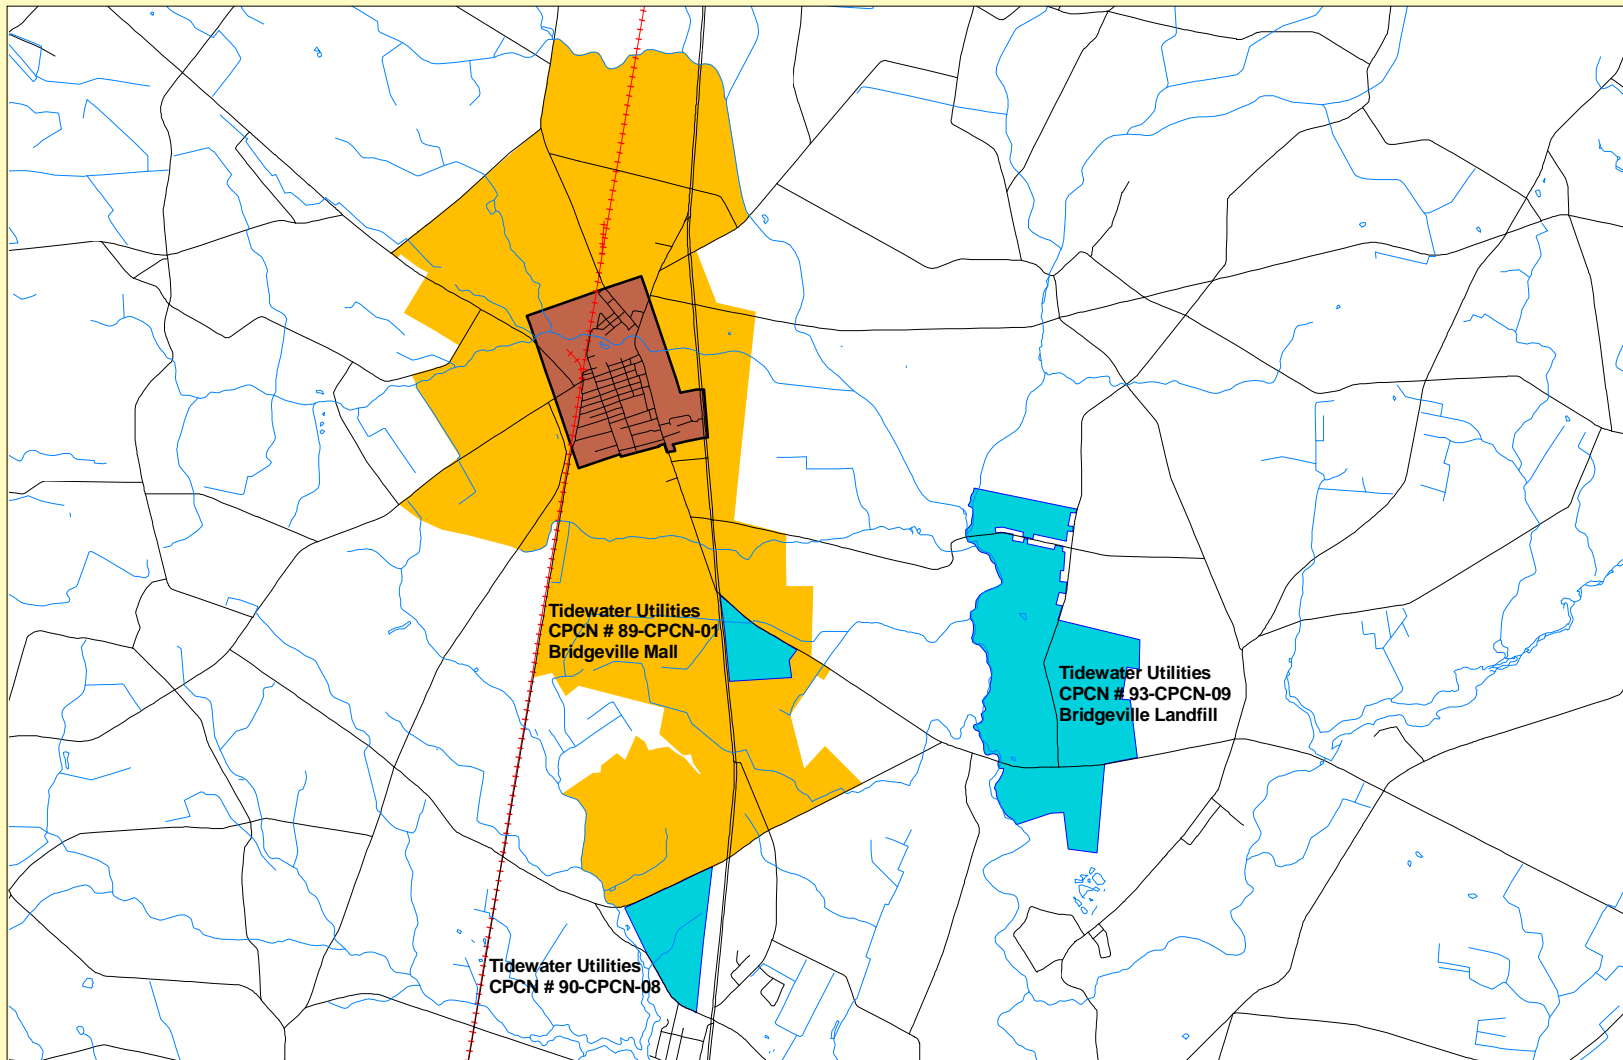 Tidewater Utilities
CPCN # 89-CPCN-01
Bridgeville Mall
Tidewater Utilities
CPCN # 93-CPCN-09
Bridgeville Landfill
Tidewater Utilities
CPCN # 90-CPCN-08